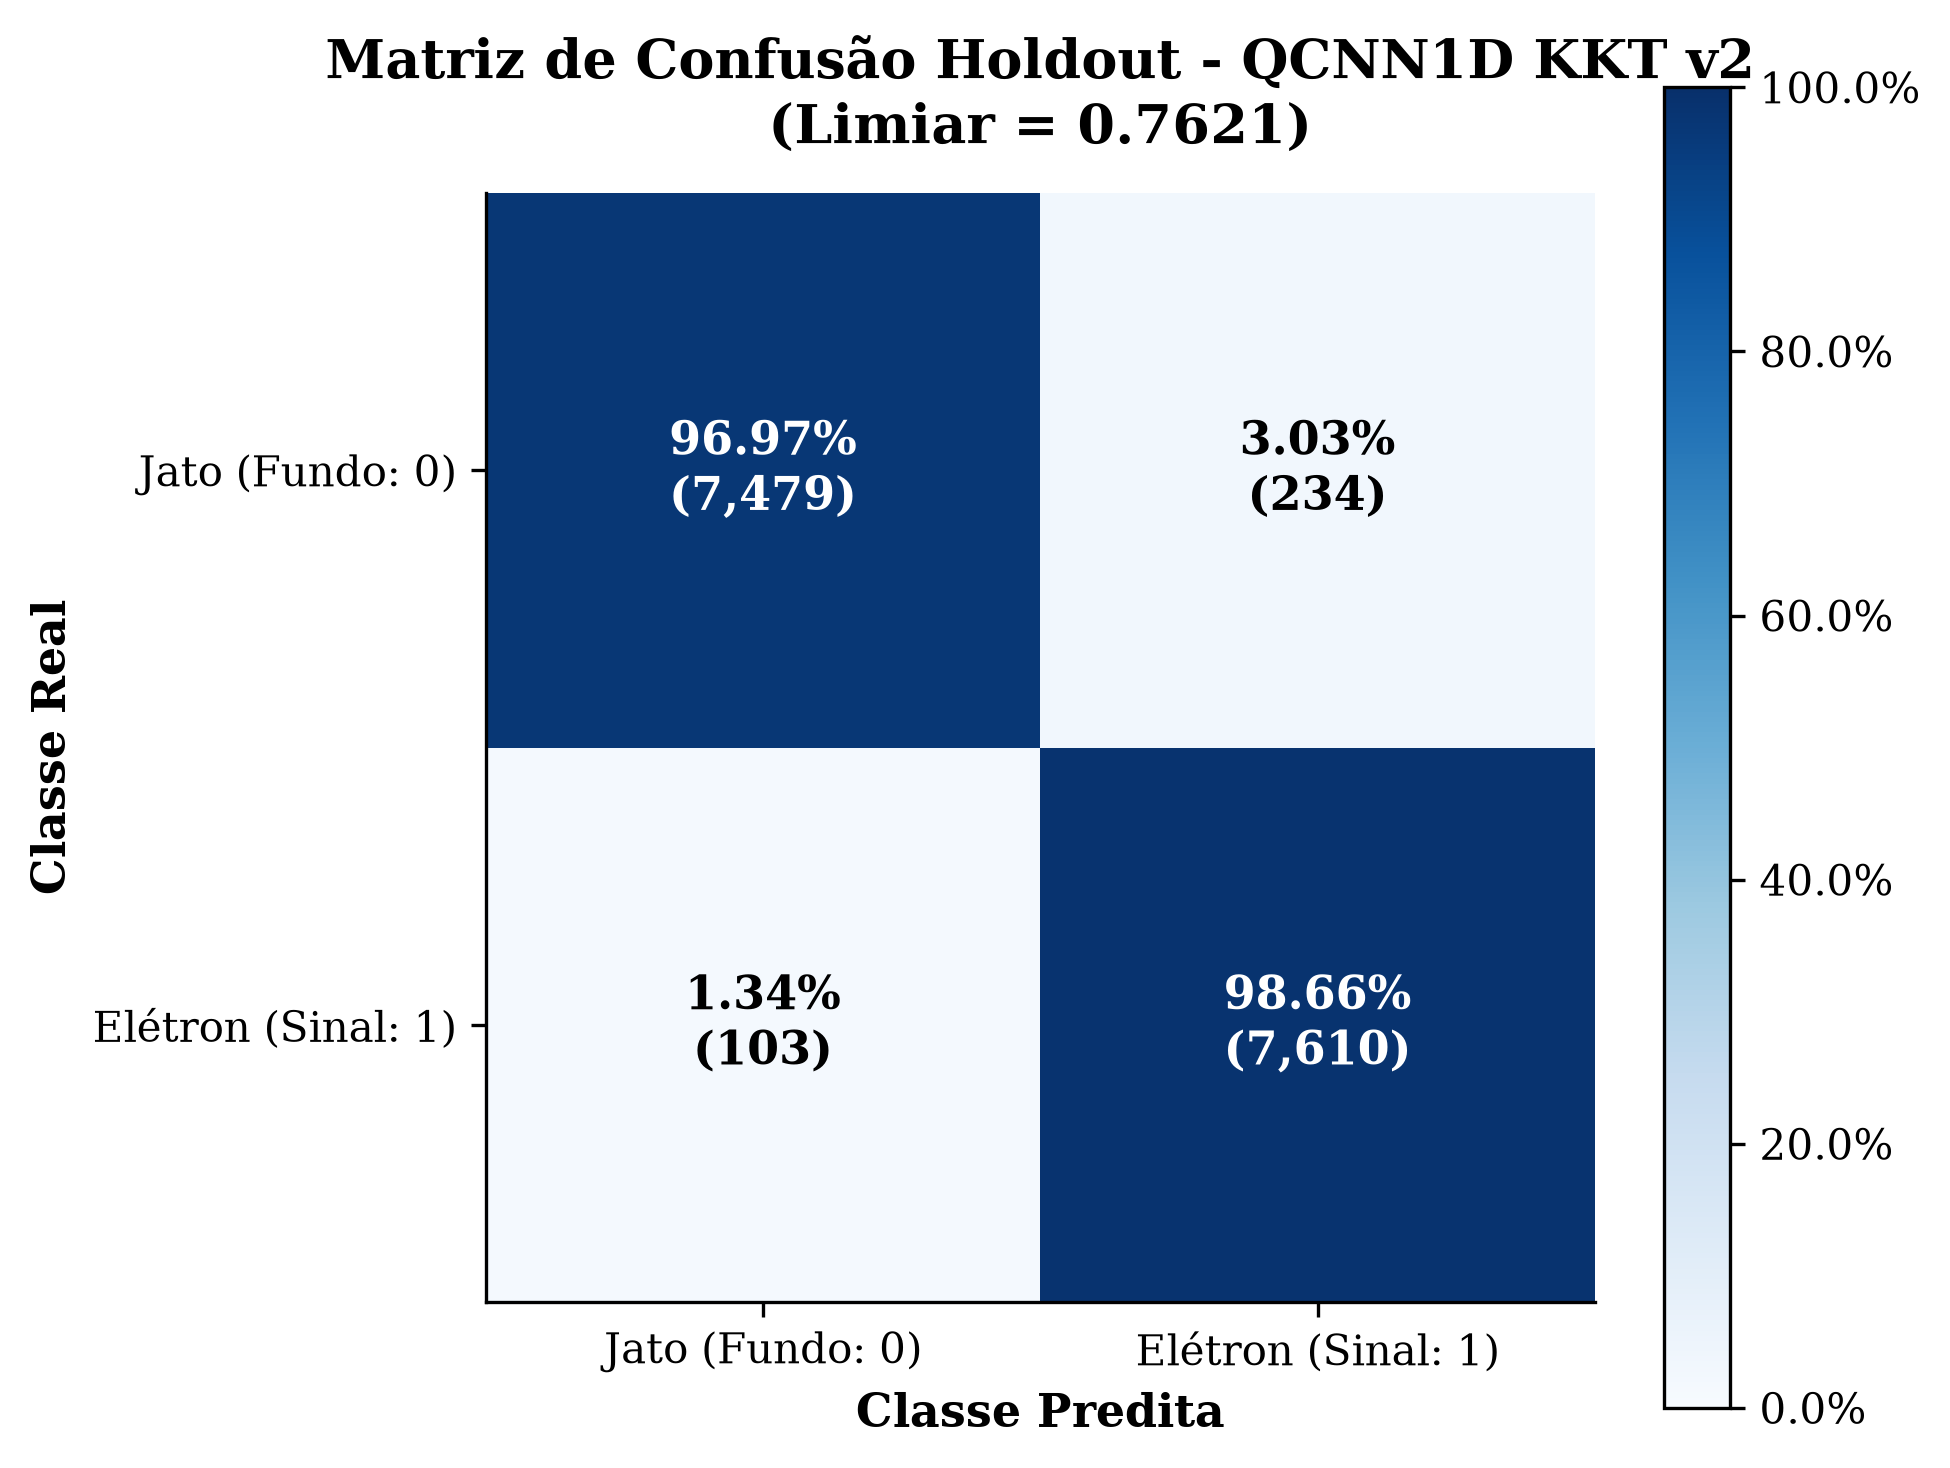 Matriz de Confusão Holdout - QCNN1D KKT v2
(Limiar = 0.7621)
100.0%
80.0%
60.0%
40.0%
20.0%
0.0%
Classe Real
Jato (Fundo: 0)
96.97%
(7,479)
3.03%
(234)
Elétron (Sinal: 1)
1.34%
(103)
98.66%
(7,610)
Jato (Fundo: 0)
Elétron (Sinal: 1)
Classe Predita